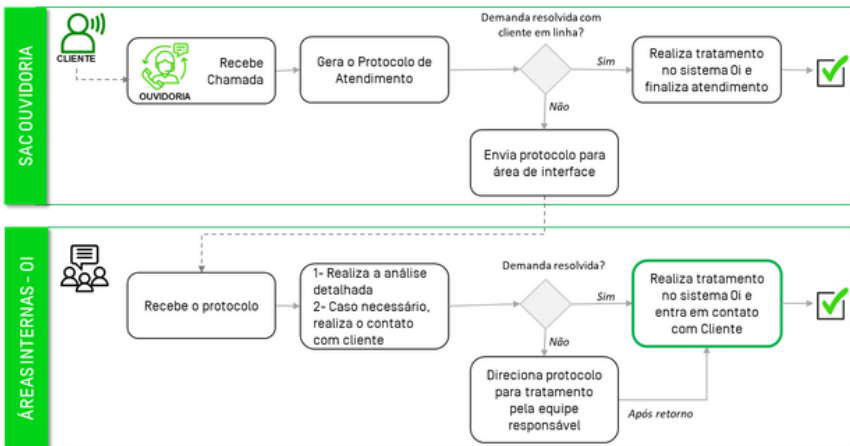 SAC OUVIDORIA
CLIENTE
OUVIDORIA
Recebe
Chamada
Gera o Protocolo de
Atendimento
Demanda resolvida com
cliente em linha?
Sim
Não
Realiza tratamento
no sistema Oi e
finaliza atendimento
Envia protocolo para
área de interface
ÁREAS INTERNAS - OI
Recebe o protocolo
1- Realiza a análise
detalhada
2- Caso necessário,
realiza o contato
com cliente
Demanda resolvida?
Sim
Não
Realiza tratamento
no sistema Oi e
entra em contato
com Cliente
Direciona protocolo
para tratamento
pela equipe
responsável
Após retorno